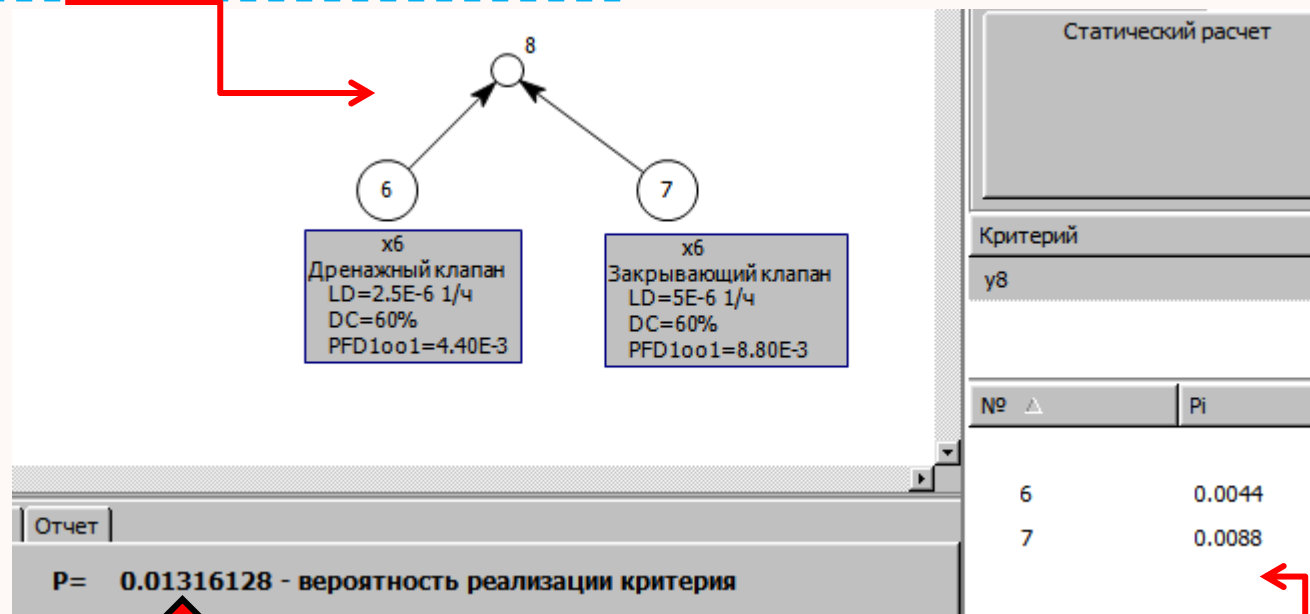 8
Статический расчет
6
7
x6
Дренажный клапан
LD=2.5E-6 1/ч
DC=60%
PFD1oo1=4.40E-3
x6
Закрывающий клапан
LD=5E-6 1/ч
DC=60%
PFD1oo1=8.80E-3
Критерий
y8
№ Pi
6 0.0044
7 0.0088
Отчет
P= 0.01316128 - вероятность реализации критерия